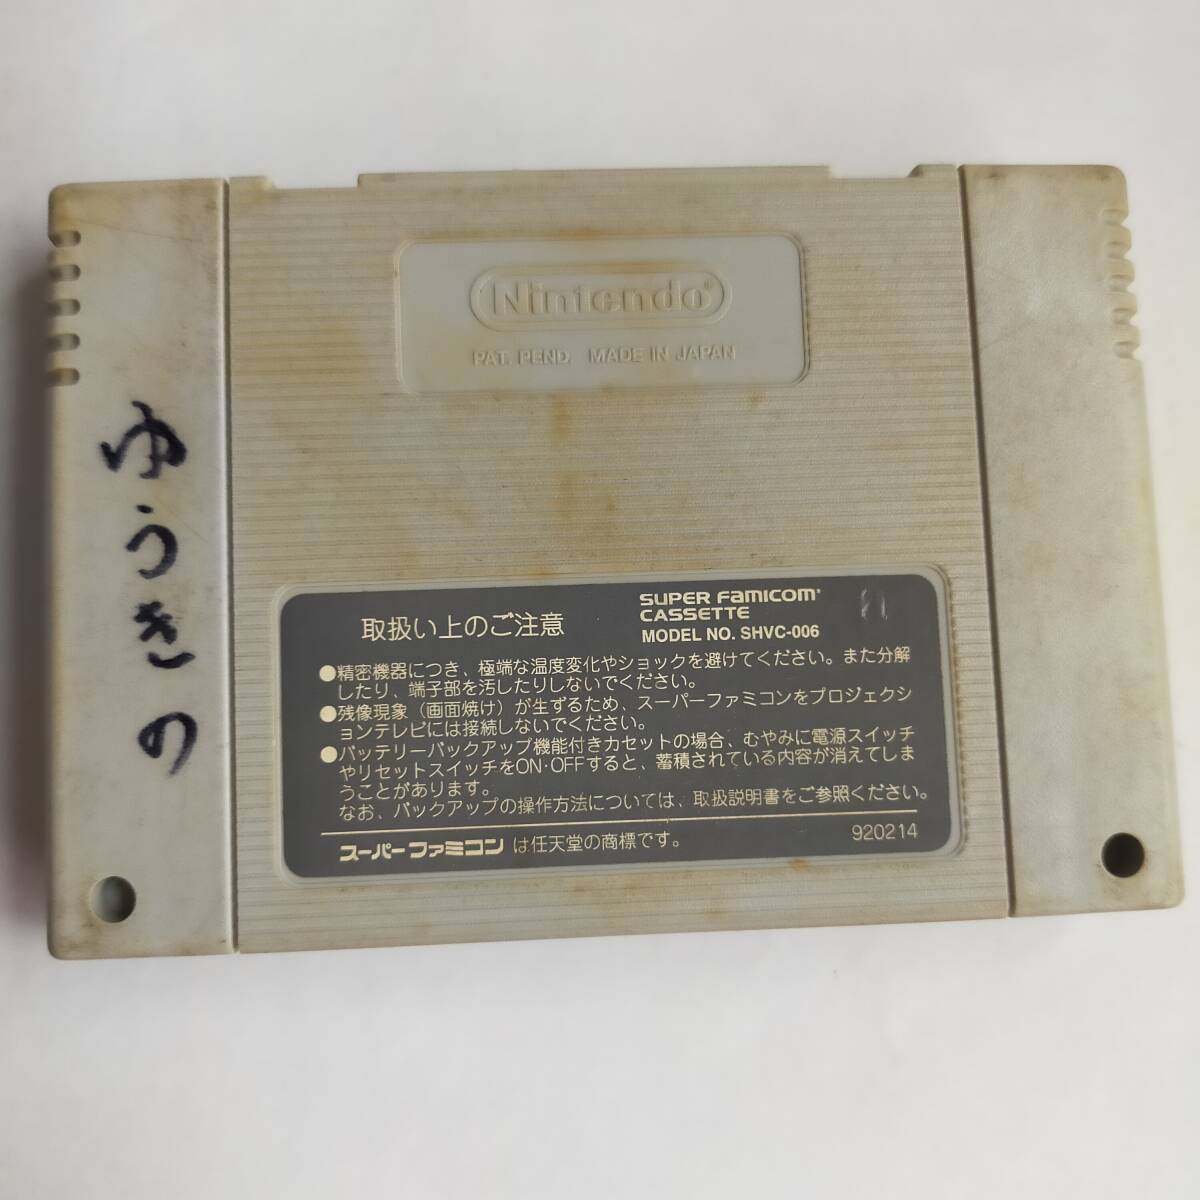 Nintendo®
PAT. PEND. MADE IN JAPAN
ゆうきの
取扱い上のご注意
SUPER FAMICOM®
CASSETTE
MODEL NO. SHVC-006
●精密機器につき、極端な温度変化やショックを避けてください。また分解
したり、端子部を汚したりしないでください。
●残像現象（画面焼け）が生ずるため、スーパーファミコンをプロジェクシ
ョンテレビには接続しないでください。
●バッテリーバックアップ機能付きカセットの場合、むやみに電源スイッチ
やリセットスイッチをON·OFFすると、蓄積されている内容が消えてしま
うことがあります。
なお、バックアップの操作方法については、取扱説明書をご参照ください。
スーパーファミコン は任天堂の商標です。
920214